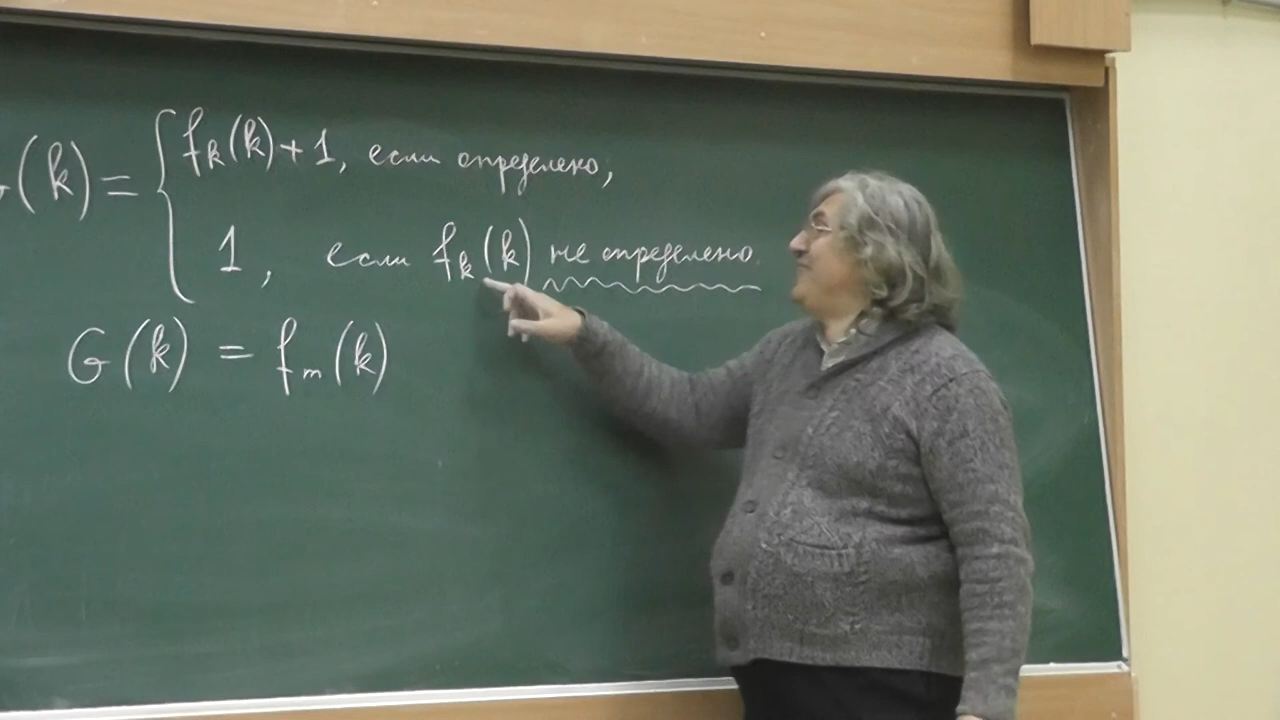 G(k) = { f_k(k)+1, если определено;
1, если f_k(k) не определено.
G(k) = f_m(k)